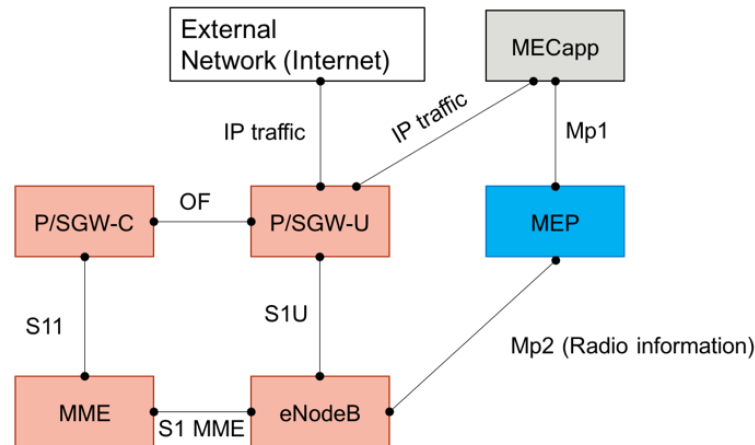 External
Network (Internet)
MECapp
IP traffic
IP traffic
Mp1
P/SGW-C
OF
P/SGW-U
MEP
S11
S1U
Mp2 (Radio information)
MME
S1 MME
eNodeB